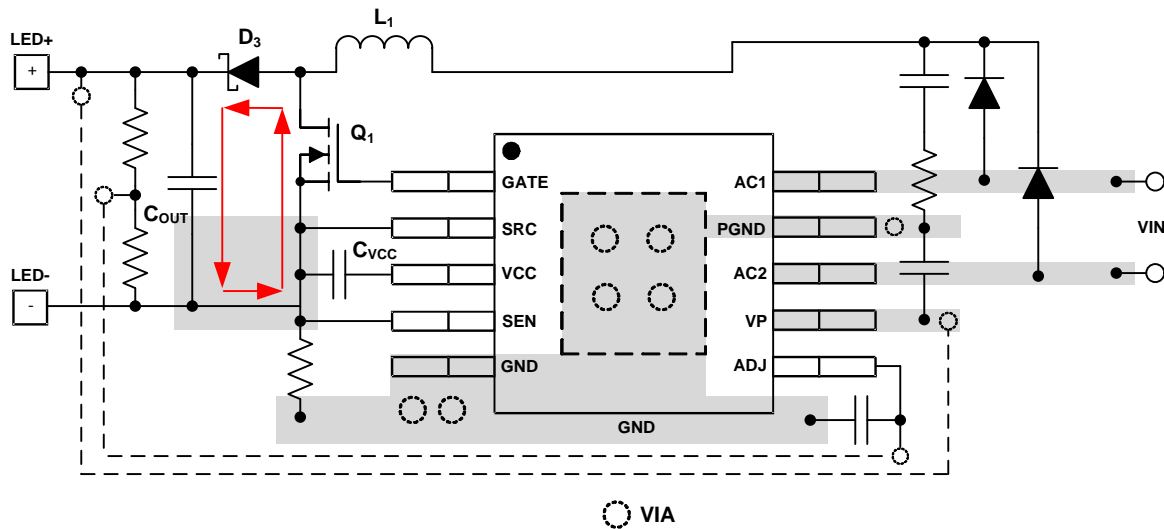 L1
LED+
D3
+
Q1
GATE
AC1
COUT
SRC
PGND
VIN
CVCC
VCC
AC2
LED-
-
SEN
VP
GND
ADJ
GND
VIA